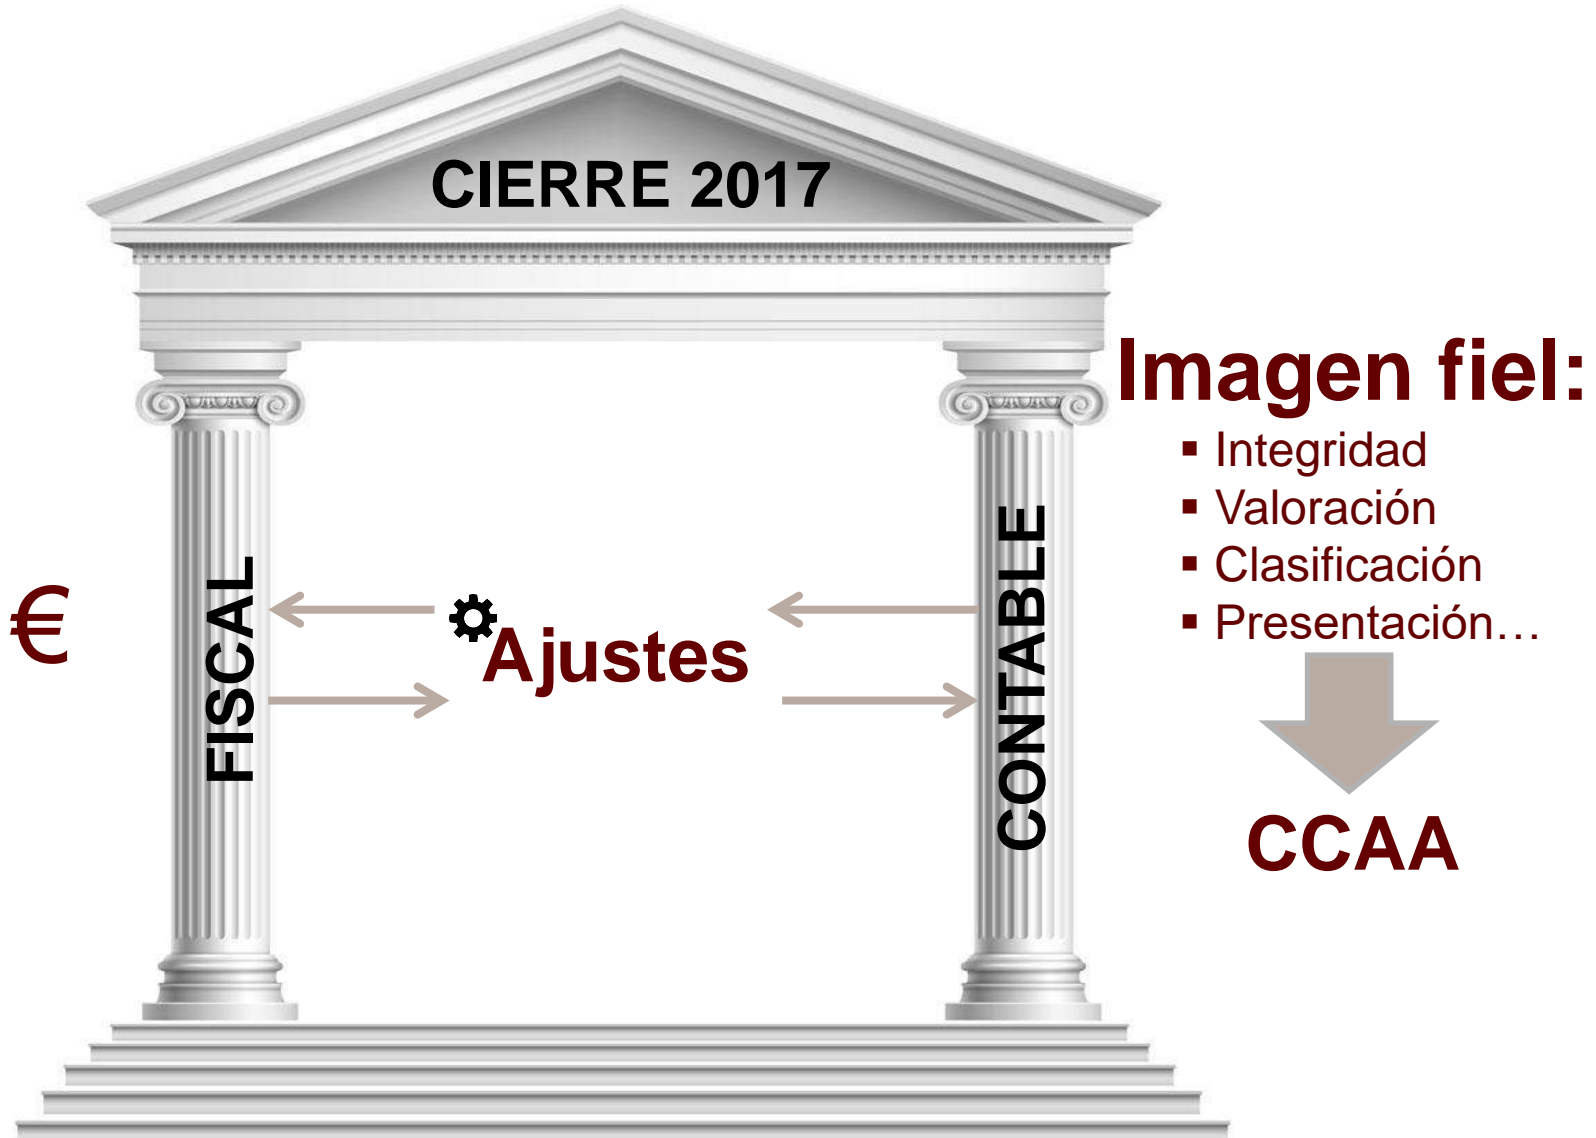 CIERRE 2017
Imagen fiel:
▪ Integridad
▪ Valoración
▪ Clasificación
▪ Presentación…
€
FISCAL
Ajustes
CONTABLE
CCAA